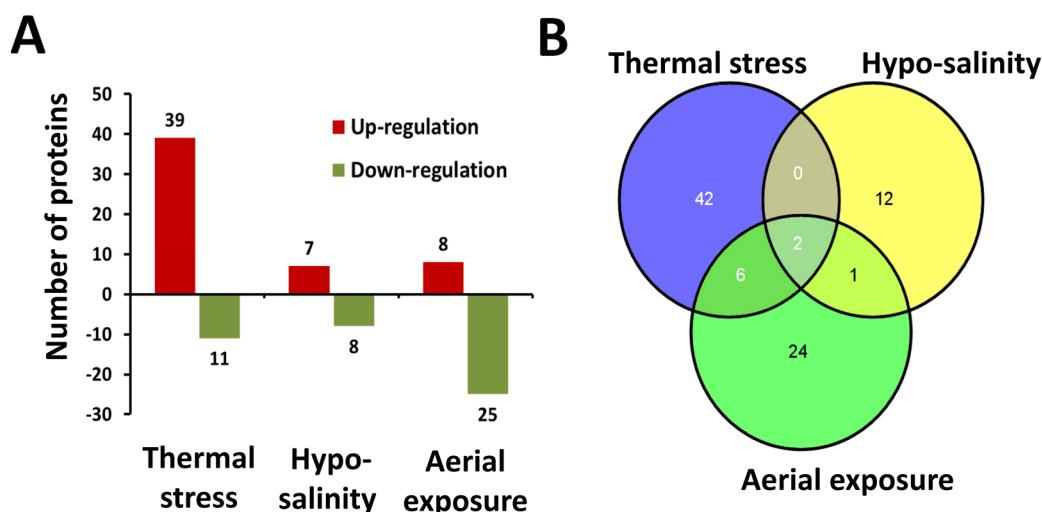 A
Number of proteins
50
40
30
20
10
0
-10
-20
-30
39
11
7
8
8
25
Up-regulation
Down-regulation
Thermal
stress
Hypo-
salinity
Aerial
exposure
B
Thermal stress
Hypo-salinity
42
0
12
2
6
1
24
Aerial exposure